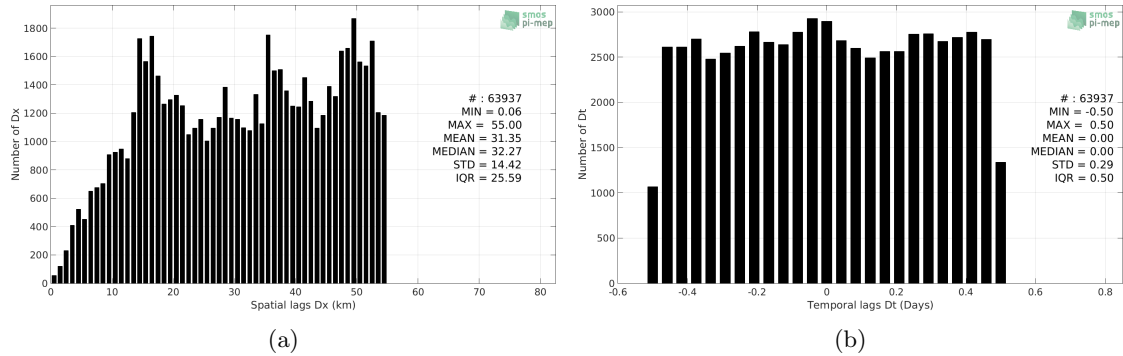 smos
pi-mep
1800
1600
1400
1200
1000
800
600
400
200
0
Number of Dx
# : 63937
MIN = 0.06
MAX = 55.00
MEAN = 31.35
MEDIAN = 32.27
STD = 14.42
IQR = 25.59
0 10 20 30 40 50 60 70 80
Spatial lags Dx (km)
(a)
smos
pi-mep
3000
2500
2000
1500
1000
500
0
Number of Dt
# : 63937
MIN = -0.50
MAX = 0.50
MEAN = 0.00
MEDIAN = 0.00
STD = 0.29
IQR = 0.50
-0.6 -0.4 -0.2 0 0.2 0.4 0.6 0.8
Temporal lags Dt (Days)
(b)